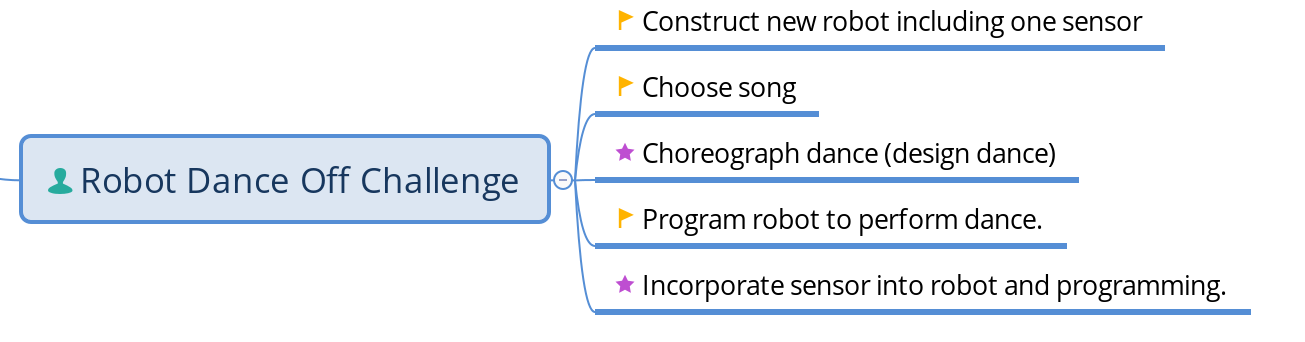 Construct new robot including one sensor
Choose song
Choreograph dance (design dance)
Robot Dance Off Challenge
Program robot to perform dance.
Incorporate sensor into robot and programming.